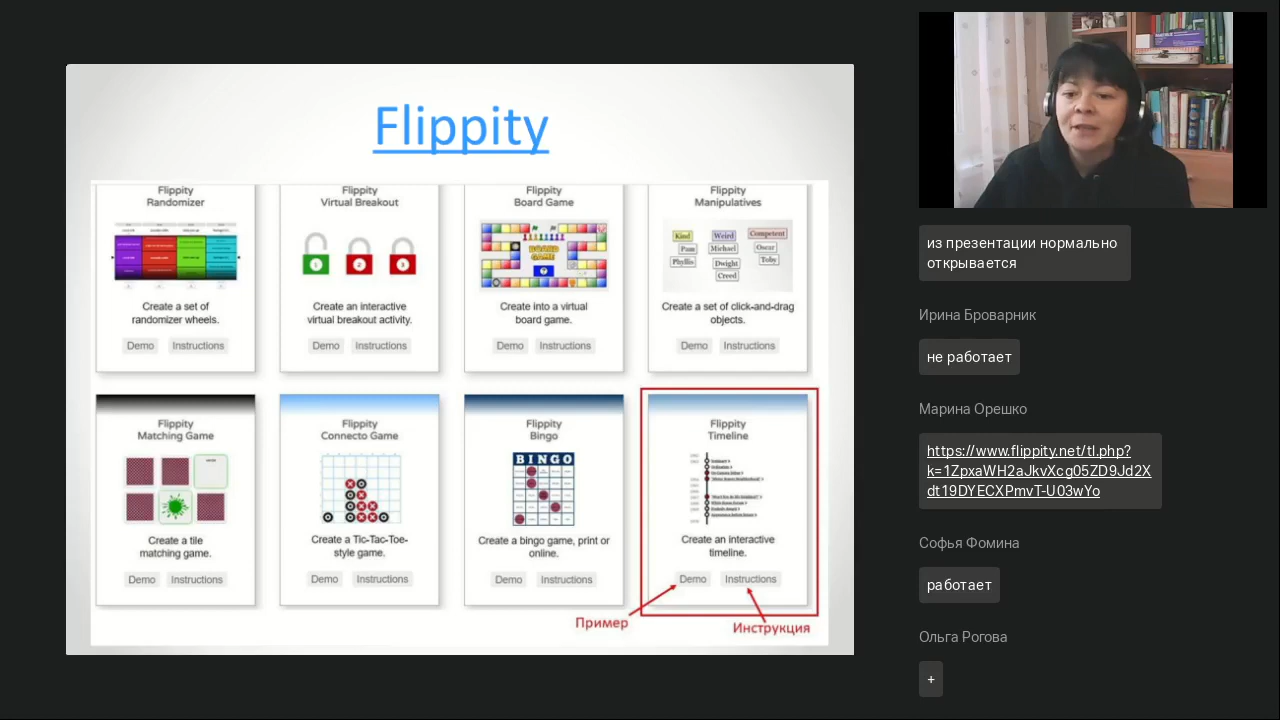 Flippity
Flippity
Randomizer
Create a set of
randomizer wheels.
Demo Instructions
Flippity
Virtual Breakout
Create an interactive
virtual breakout activity.
Demo Instructions
Flippity
Board Game
BOARD
GAME
Create into a virtual
board game.
Demo Instructions
Flippity
Manipulatives
Kind Weird Competent
Pam Michael Oscar
Phyllis Dwight Toby
Creed
Create a set of click-and-drag
objects.
Demo Instructions
Flippity
Matching Game
Create a tile
matching game.
Demo Instructions
Flippity
Connecto Game
Create a Tic-Tac-Toe-
style game.
Demo Instructions
Flippity
Bingo
BINGO
Create a bingo game, print or
online.
Demo Instructions
Flippity
Timeline
Create an interactive
timeline.
Demo Instructions
Пример
Инструкция
из презентации нормально
открывается
Ирина Броварник
не работает
Марина Орешко
https://www.flippity.net/tl.php?
k=1ZpxaWH2aJkvXcg05ZD9Jd2X
dt19DYECXPmvT-U03wYo
Софья Фомина
работает
Ольга Рогова
+